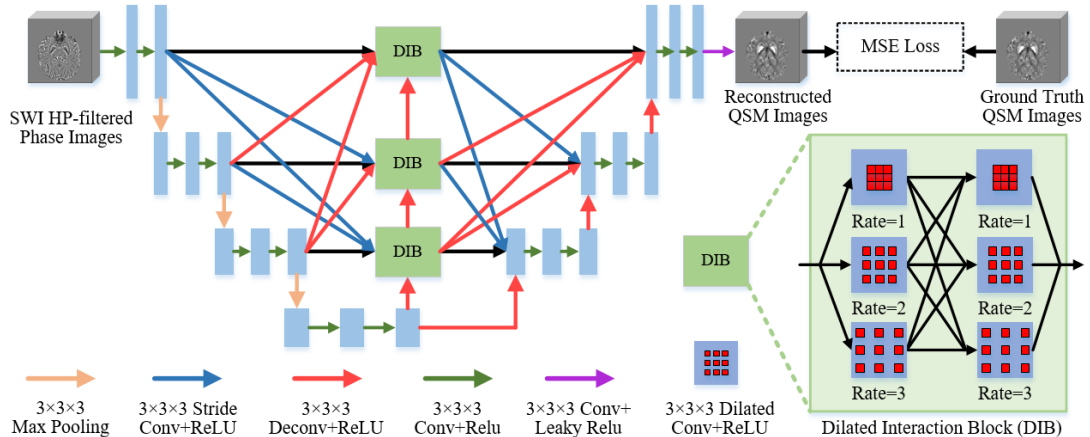 SWI HP-filtered
Phase Images
DIB
DIB
DIB
Reconstructed
QSM Images
MSE Loss
Ground Truth
QSM Images
DIB
Rate=1
Rate=1
Rate=2
Rate=2
Rate=3
Rate=3
Dilated Interaction Block (DIB)
3×3×3
Max Pooling
3×3×3 Stride
Conv+ReLU
3×3×3
Deconv+ReLU
3×3×3
Conv+Relu
3×3×3 Conv+
Leaky Relu
3×3×3 Dilated
Conv+ReLU